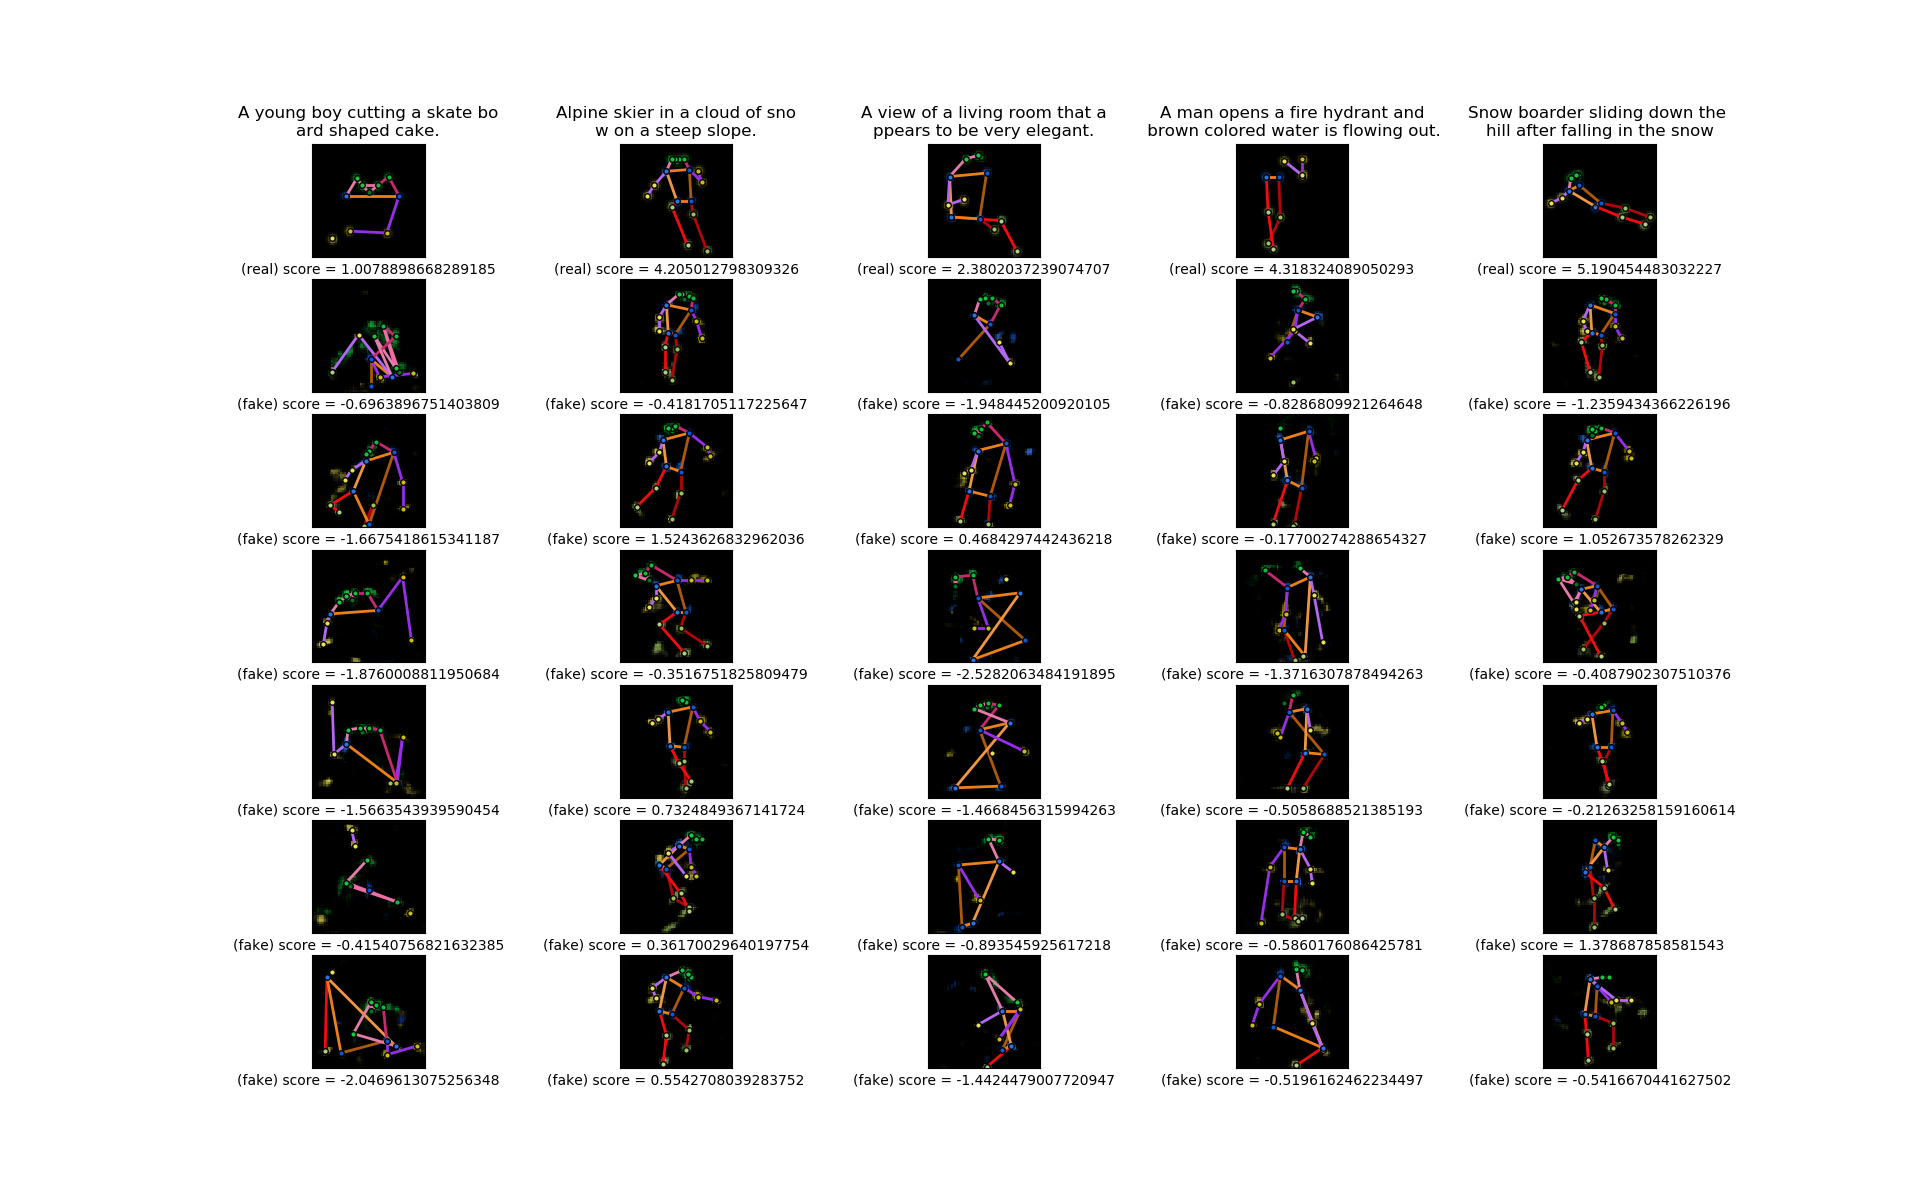 A young boy cutting a skate bo
ard shaped cake.
Alpine skier in a cloud of sno
w on a steep slope.
A view of a living room that a
ppears to be very elegant.
A man opens a fire hydrant and
brown colored water is flowing out.
Snow boarder sliding down the
hill after falling in the snow
(real) score = 1.0078898668289185
(real) score = 4.205012798309326
(real) score = 2.3802037239074707
(real) score = 4.318324089050293
(real) score = 5.190454483032227
(fake) score = -0.6963896751403809
(fake) score = -0.4181705117225647
(fake) score = -1.948445200920105
(fake) score = -0.8286809921264648
(fake) score = -1.2359434366226196
(fake) score = -1.6675418615341187
(fake) score = 1.5243626832962036
(fake) score = 0.4684297442436218
(fake) score = -0.17700274288654327
(fake) score = 1.052673578262329
(fake) score = -1.8760008811950684
(fake) score = -0.3516751825809479
(fake) score = -2.5282063484191895
(fake) score = -1.3716307878494263
(fake) score = -0.4087902307510376
(fake) score = -1.5663543939590454
(fake) score = 0.7324849367141724
(fake) score = -1.4668456315994263
(fake) score = -0.5058688521385193
(fake) score = -0.21263258159160614
(fake) score = -0.41540756821632385
(fake) score = 0.36170029640197754
(fake) score = -0.893545925617218
(fake) score = -0.5860176086425781
(fake) score = 1.378687858581543
(fake) score = -2.0469613075256348
(fake) score = 0.5542708039283752
(fake) score = -1.4424479007720947
(fake) score = -0.5196162462234497
(fake) score = -0.5416670441627502